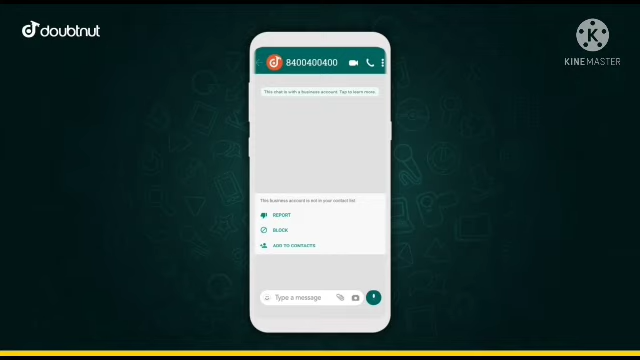 doubtnut
K
KINEMASTER
8400400400
This chat is with a business account. Tap to learn more.
This business account is not in your contact list
REPORT
BLOCK
ADD TO CONTACTS
Type a message